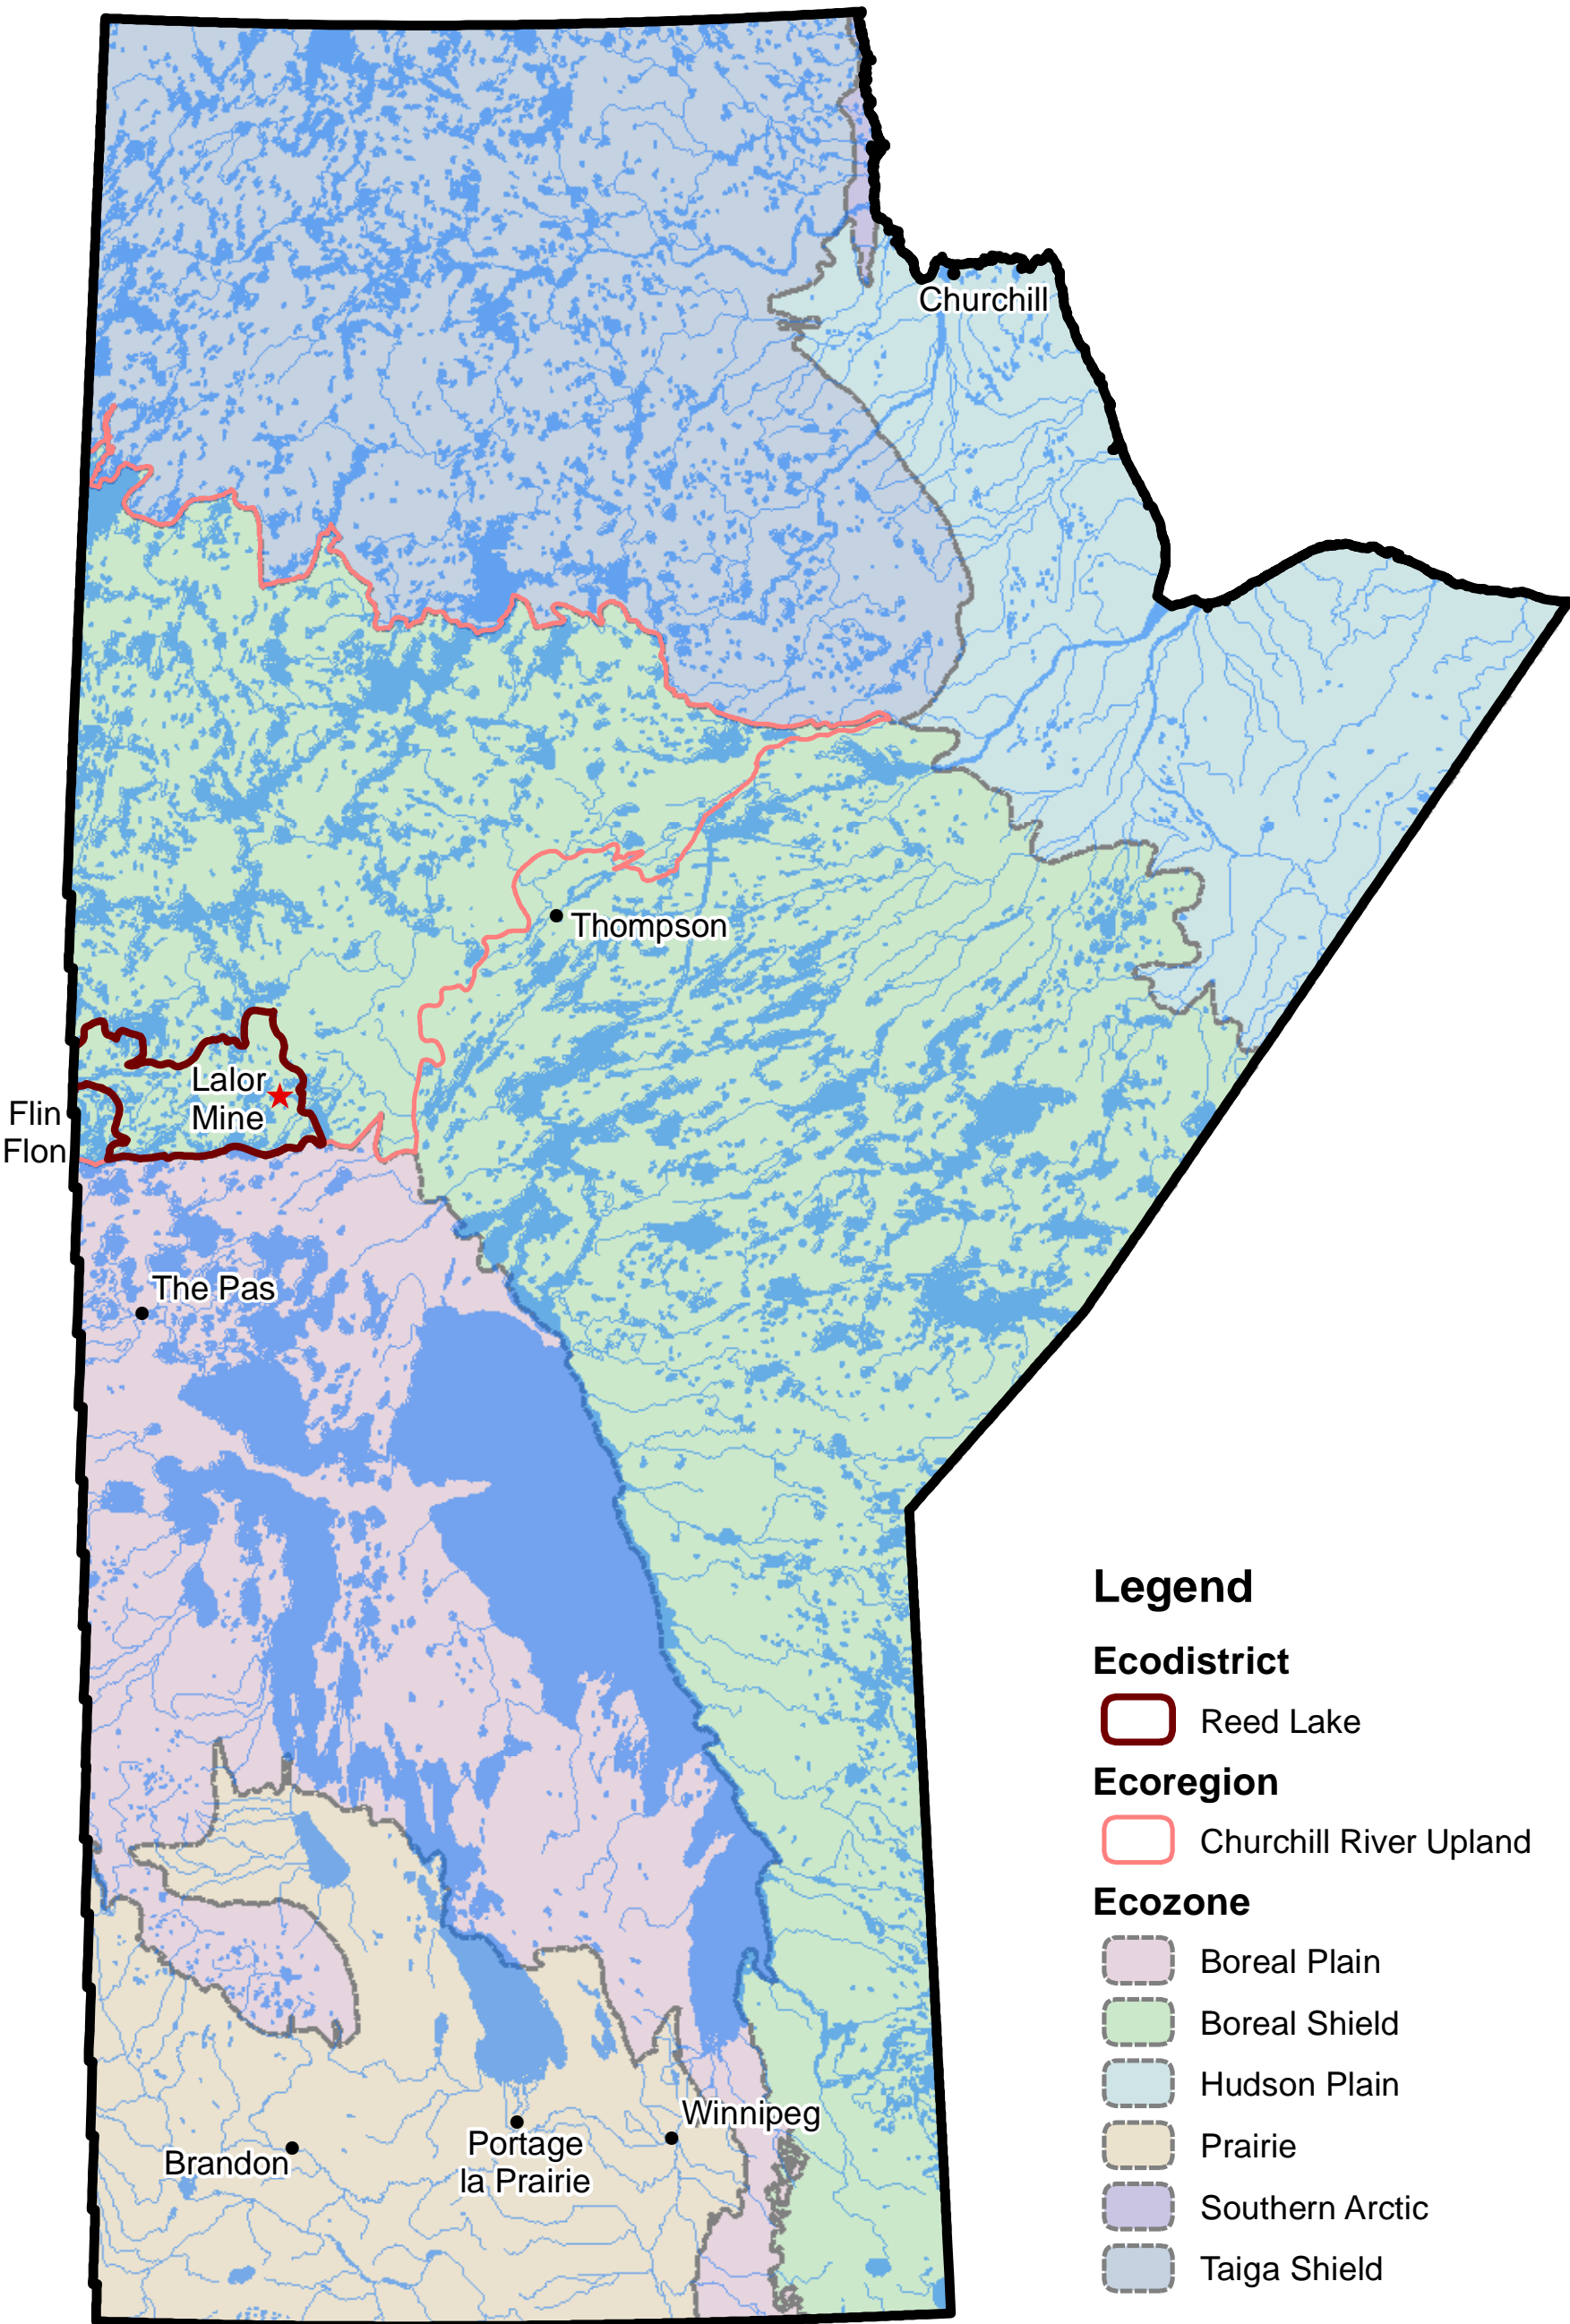 Churchill
Thompson
Lalor
Mine
Flin
Flon
The Pas
Winnipeg
Portage
la Prairie
Brandon
Legend
Ecodistrict
Reed Lake
Ecoregion
Churchill River Upland
Ecozone
Boreal Plain
Boreal Shield
Hudson Plain
Prairie
Southern Arctic
Taiga Shield